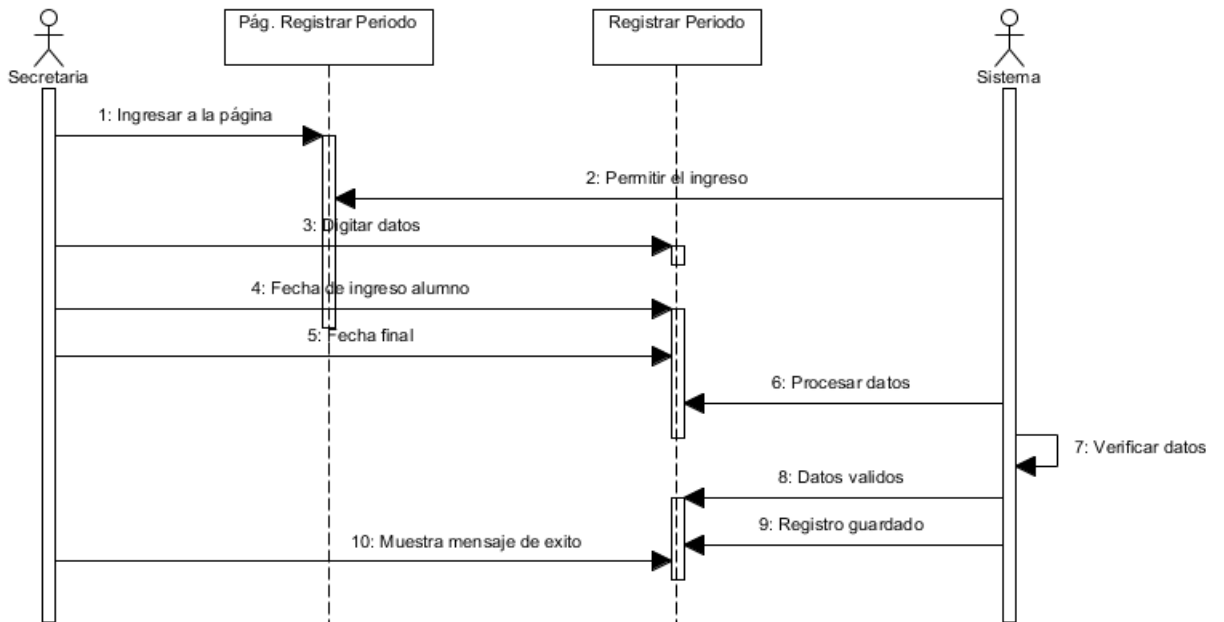 Pág. Registrar Periodo
Registrar Periodo
Secretaria
Sistema
1: Ingresar a la página
2: Permitir el ingreso
3: Digitar datos
4: Fecha de ingreso alumno
5: Fecha final
6: Procesar datos
7: Verificar datos
8: Datos validos
9: Registro guardado
10: Muestra mensaje de exito